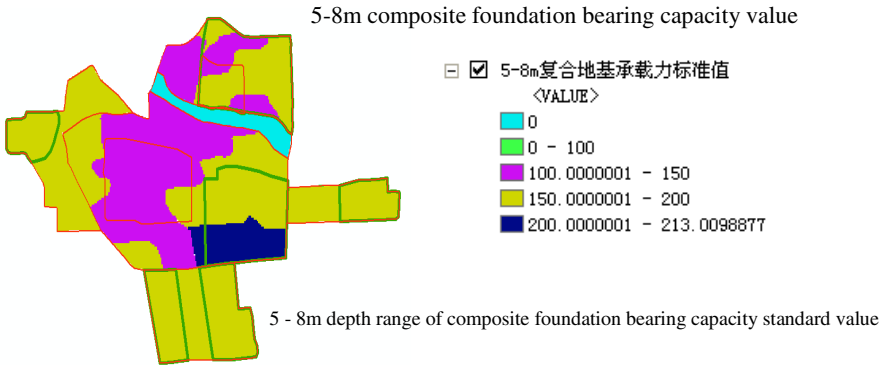 5-8m composite foundation bearing capacity value
5-8m复合地基承载力标准值
<VALUE>
0
0 - 100
100.0000001 - 150
150.0000001 - 200
200.0000001 - 213.0098877
5 - 8m depth range of composite foundation bearing capacity standard value